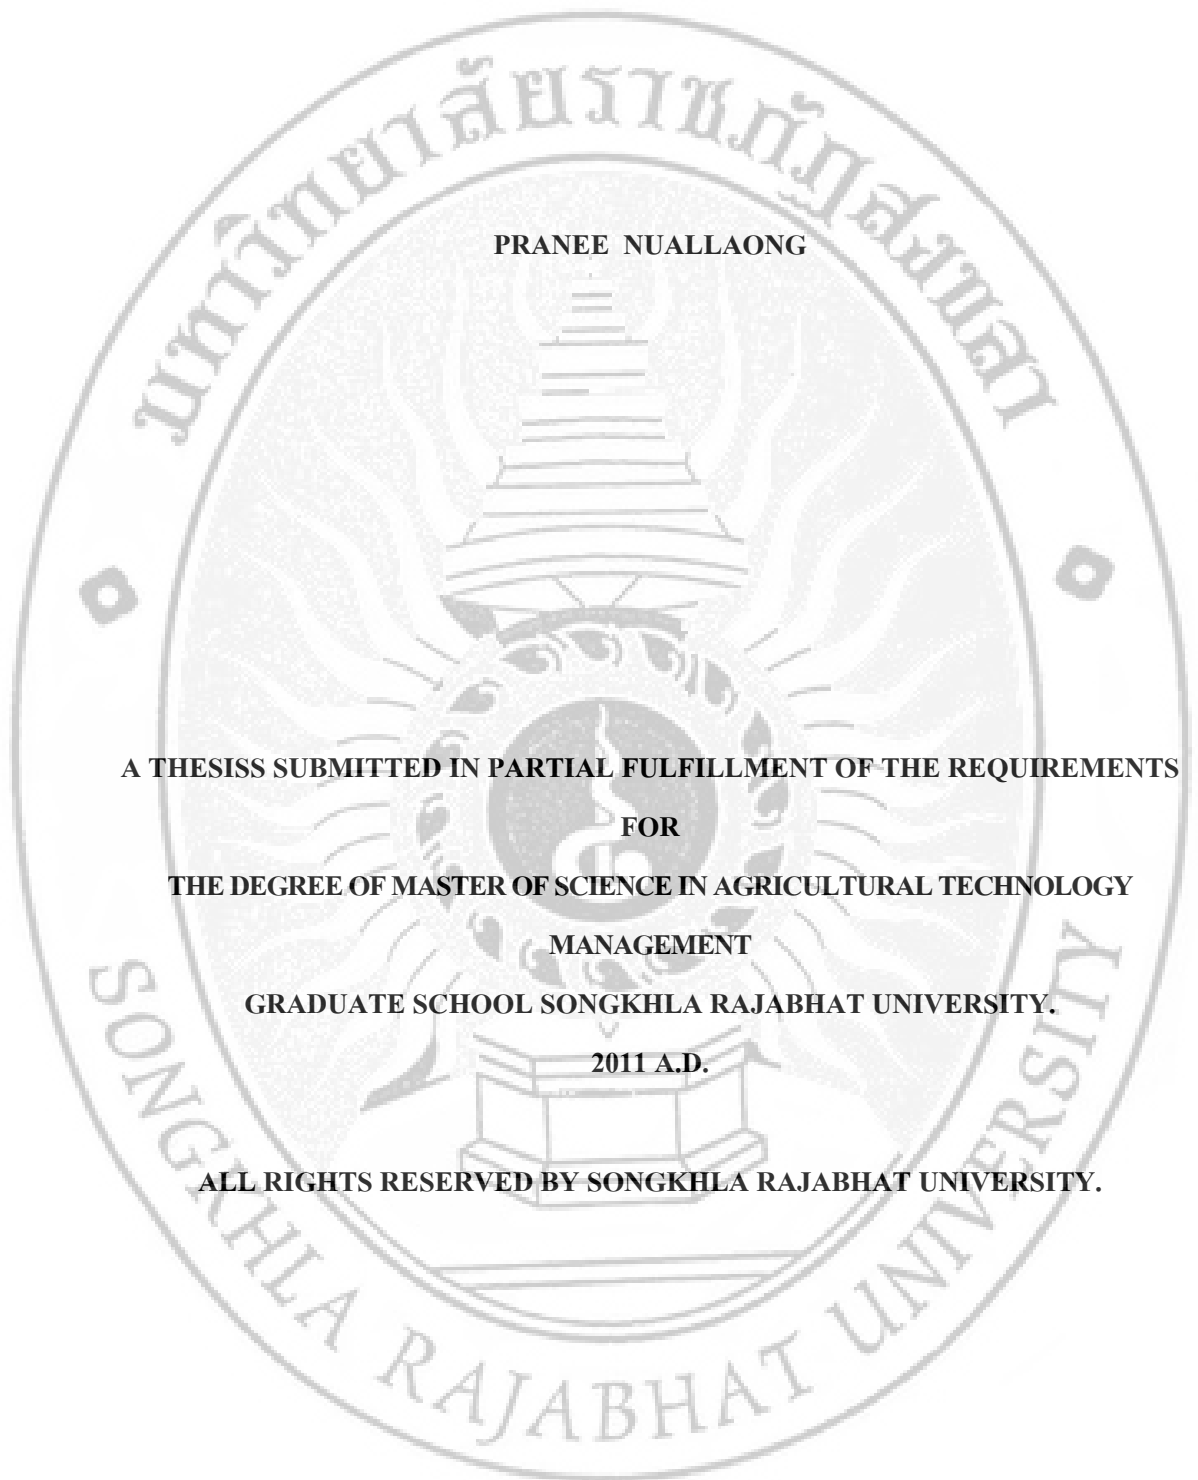 มหาวิทยาลัยราชภัฏสงขลา
PRANEE NUALLAONG
A THESISS SUBMITTED IN PARTIAL FULFILLMENT OF THE REQUIREMENTS
FOR
THE DEGREE OF MASTER OF SCIENCE IN AGRICULTURAL TECHNOLOGY
MANAGEMENT
GRADUATE SCHOOL SONGKHLA RAJABHAT UNIVERSITY.
2011 A.D.
ALL RIGHTS RESERVED BY SONGKHLA RAJABHAT UNIVERSITY.
SONGKHLA RAJABHAT UNIVERSITY